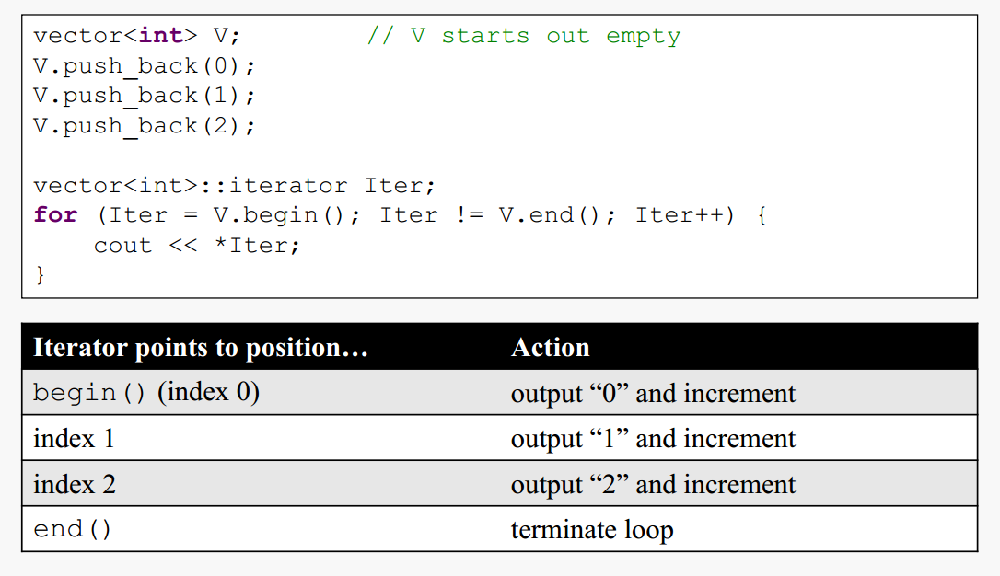 vector<int> V;          // V starts out empty
V.push_back(0);
V.push_back(1);
V.push_back(2);

vector<int>::iterator Iter;
for (Iter = V.begin(); Iter != V.end(); Iter++) {
    cout << *Iter;
}
Iterator points to position… Action
begin() (index 0) output “0” and increment
index 1 output “1” and increment
index 2 output “2” and increment
end() terminate loop